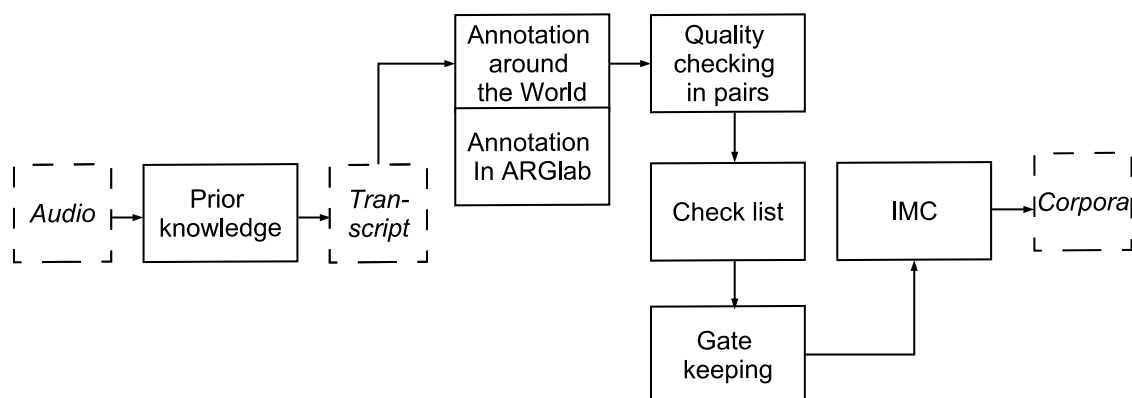 Audio
Prior
knowledge
Tran-
script
Annotation
around
the World
Annotation
In ARGlab
Quality
checking
in pairs
Check list
Gate
keeping
IMC
Corpora